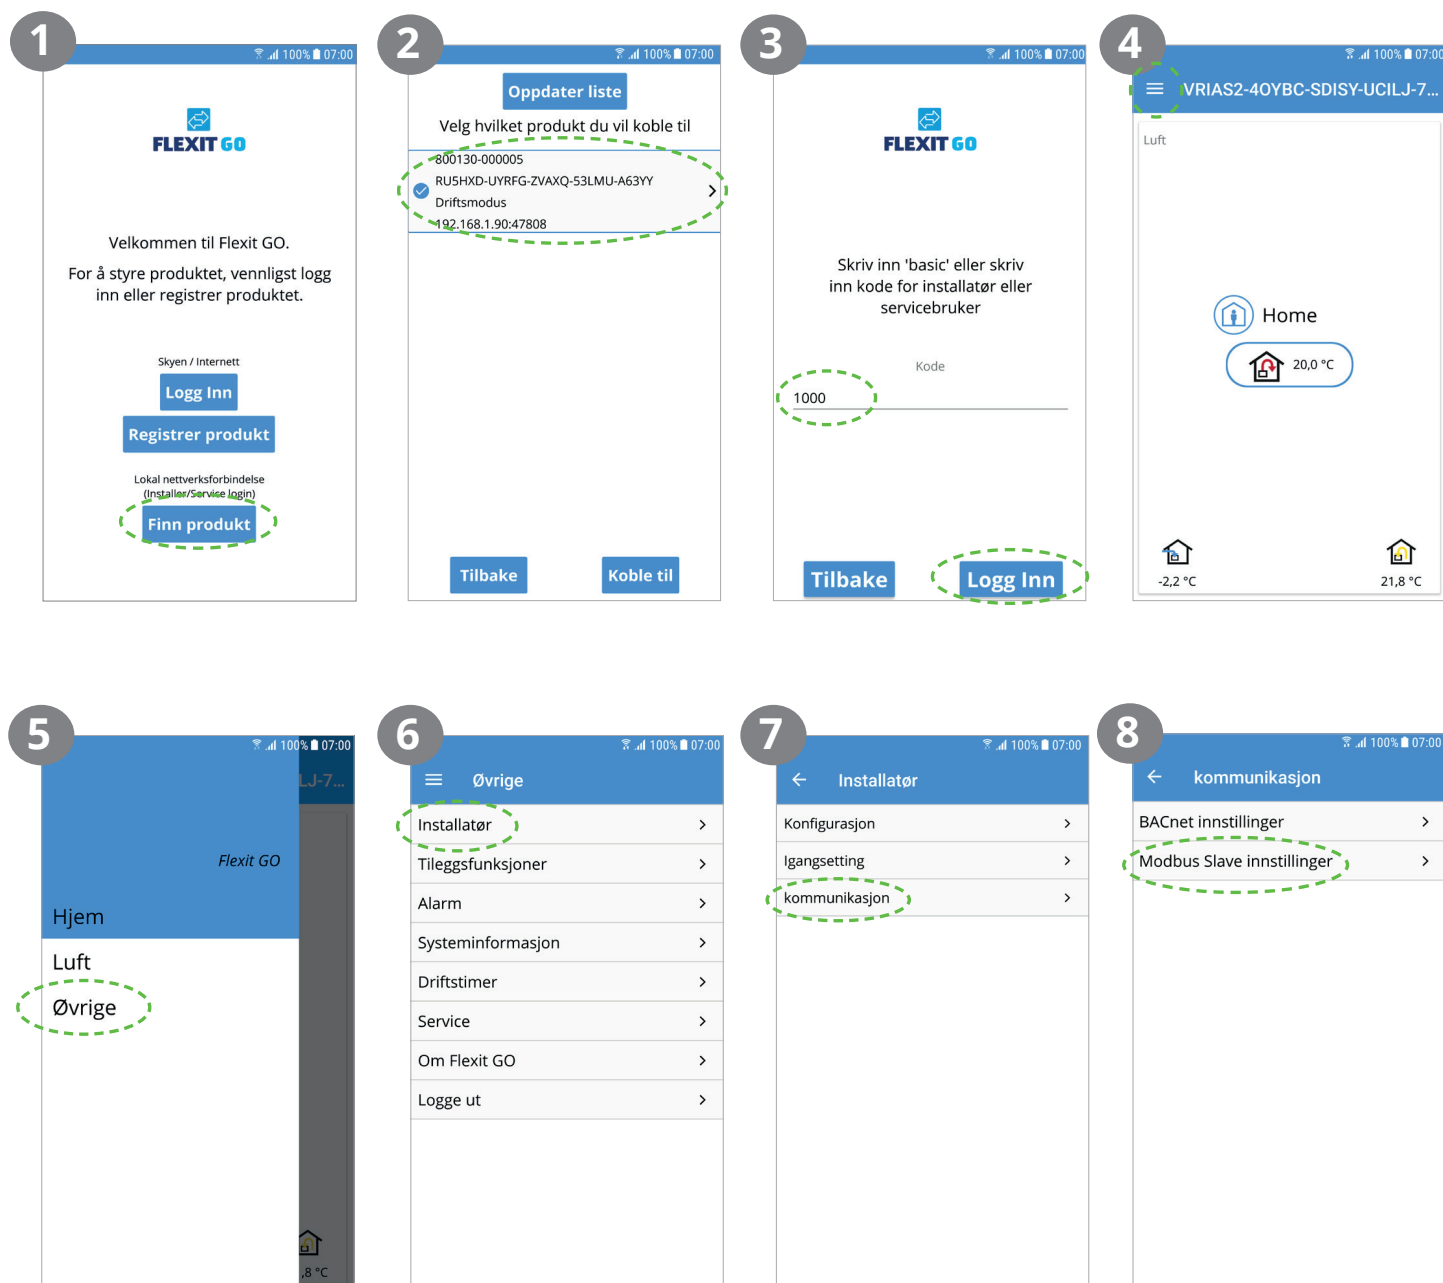 1
100% 07:00
FLEXIT GO
Velkommen til Flexit GO.
For å styre produktet, vennligst logg
inn eller registrer produktet.
Skyen / Internett
Logg Inn
Registrer produkt
Lokal nettverksforbindelse
(Installer/Service login)
Finn produkt
2
100% 07:00
Oppdater liste
Velg hvilket produkt du vil koble til
800130-000005
RU5HXD-UYRFG-ZVAXQ-53LMU-A63YY
Driftsmodus
192.168.1.90:47808
Tilbake
Koble til
3
100% 07:00
FLEXIT GO
Skriv inn 'basic' eller skriv
inn kode for installatør eller
servicebruker
Kode
1000
Tilbake
Logg Inn
4
100% 07:00
VRIAS2-4OYBC-SDISY-UCILJ-7...
Luft
Home
20,0 °C
-2,2 °C
21,8 °C
5
100% 07:00
LJ-7...
Flexit GO
Hjem
Luft
Øvrige
,8 °C
6
100% 07:00
Øvrige
Installatør
Tileggsfunksjoner
Alarm
Systeminformasjon
Driftstimer
Service
Om Flexit GO
Logge ut
7
100% 07:00
Installatør
Konfigurasjon
Igangsetting
kommunikasjon
8
100% 07:00
kommunikasjon
BACnet innstillinger
Modbus Slave innstillinger